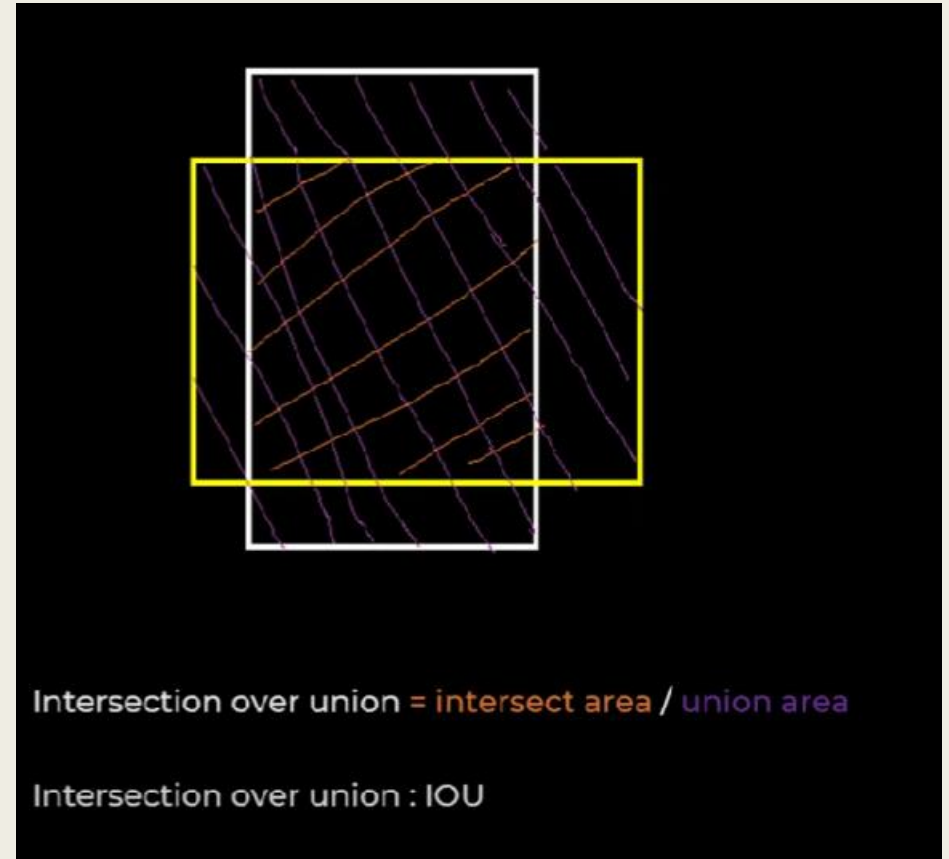 Intersection over union = intersect area / union area
Intersection over union : IOU